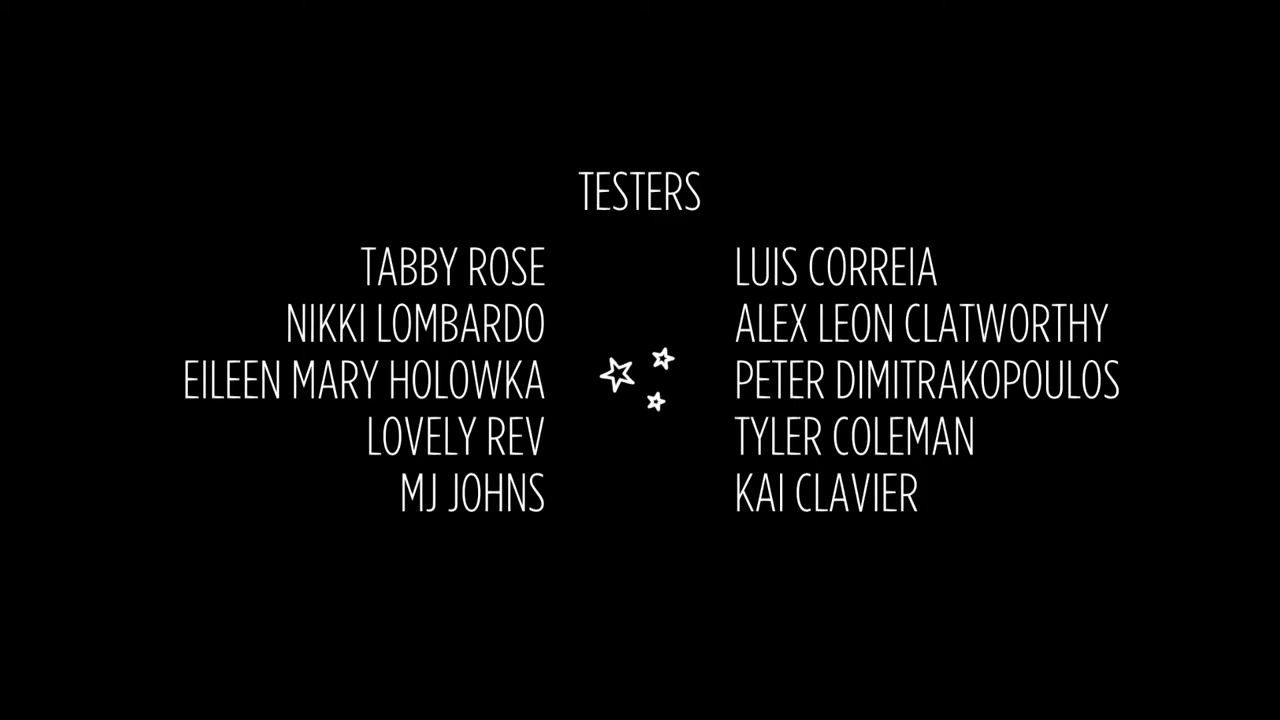 TESTERS
TABBY ROSE
NIKKI LOMBARDO
EILEEN MARY HOLOWKA
LOVELY REV
MJ JOHNS
LUIS CORREIA
ALEX LEON CLATWORTHY
PETER DIMITRAKOPOULOS
TYLER COLEMAN
KAI CLAVIER